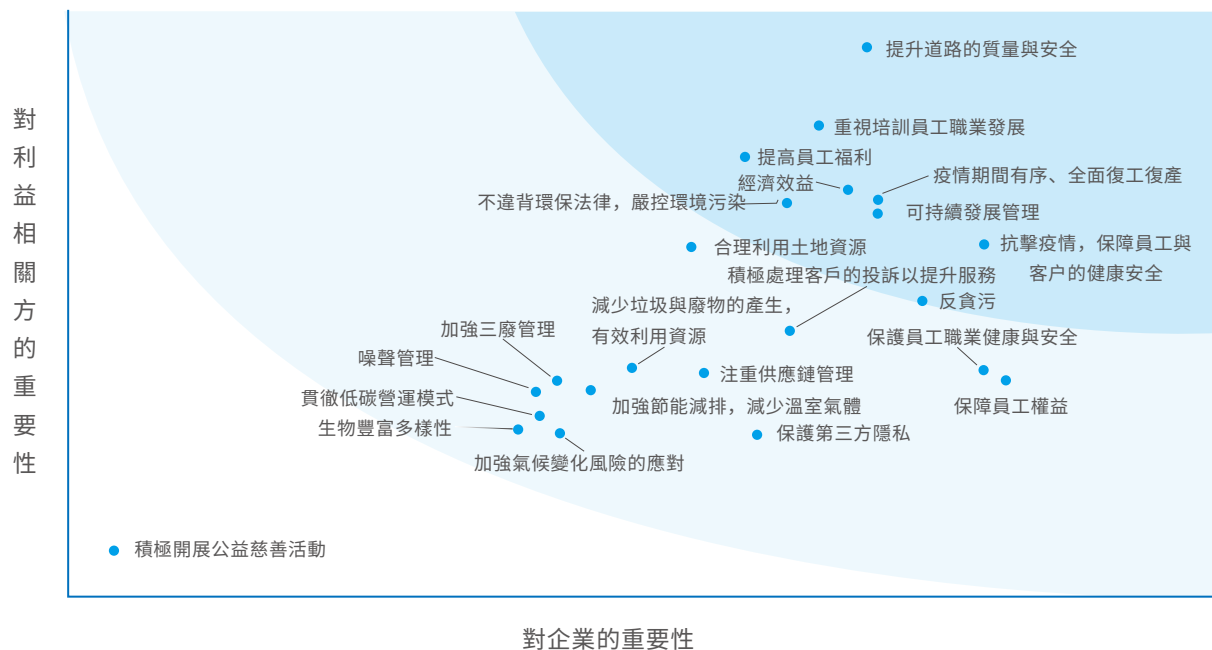 對利益相關方的重要性
提升道路的質量與安全
重視培訓員工職業發展
提高員工福利
經濟效益
疫情期間有序、全面復工復產
不違背環保法律，嚴控環境污染
可持續發展管理
合理利用土地資源
抗擊疫情，保障員工與
客户的健康安全
積極處理客戶的投訴以提升服務
反貪污
減少垃圾與廢物的產生，
有效利用資源
加強三廢管理
保護員工職業健康與安全
噪聲管理
注重供應鏈管理
貫徹低碳營運模式
加強節能減排，減少溫室氣體
保障員工權益
生物豐富多樣性
保護第三方隱私
加強氣候變化風險的應對
積極開展公益慈善活動
對企業的重要性